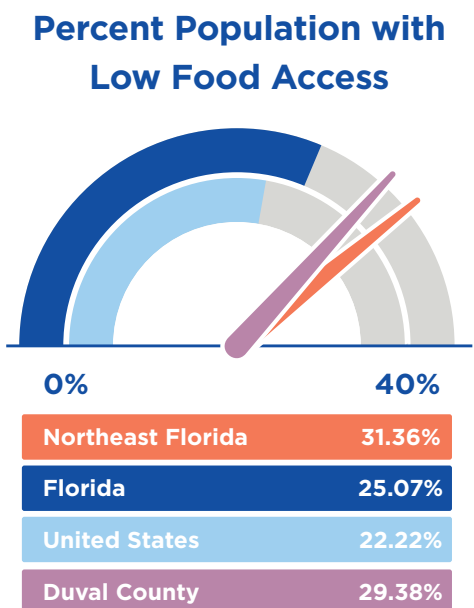 Percent Population with
Low Food Access
0% 40%
Northeast Florida 31.36%
Florida 25.07%
United States 22.22%
Duval County 29.38%